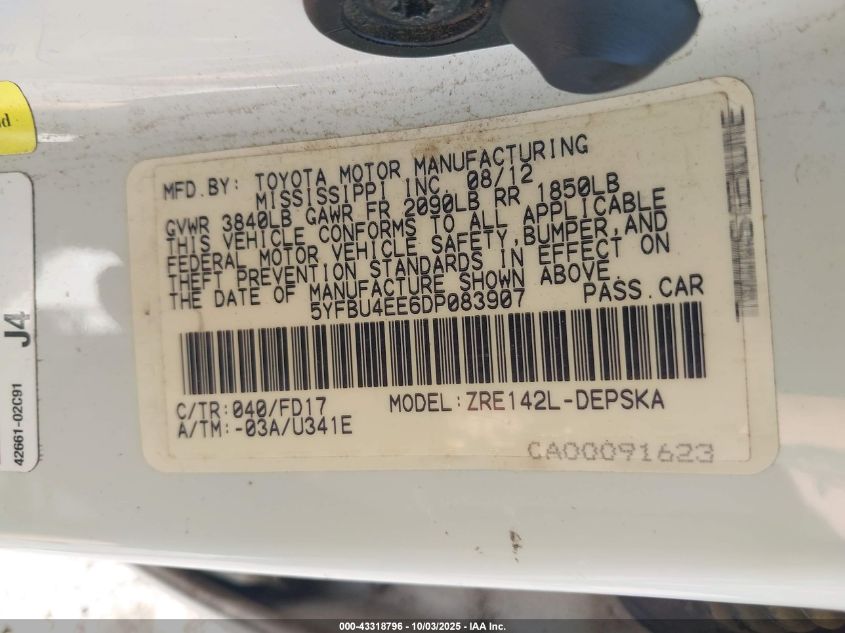 MFD.BY: TOYOTA MOTOR MANUFACTURING
MISSISSIPPI INC. 08/12
GVWR 3840LB GAWR FR 2090LB RR 1850LB
THIS VEHICLE CONFORMS TO ALL APPLICABLE
FEDERAL MOTOR VEHICLE SAFETY,BUMPER,AND
THEFT PREVENTION STANDARDS IN EFFECT ON
THE DATE OF MANUFACTURE SHOWN ABOVE.
5YFBU4EE6DP083907 PASS.CAR
C/TR:040/FD17 MODEL:ZRE142L-DEPSKA
A/TM:-03A/U341E
CA00091623
J4
42661-02C91
000-43318796 - 10/03/2025 - IAA Inc.